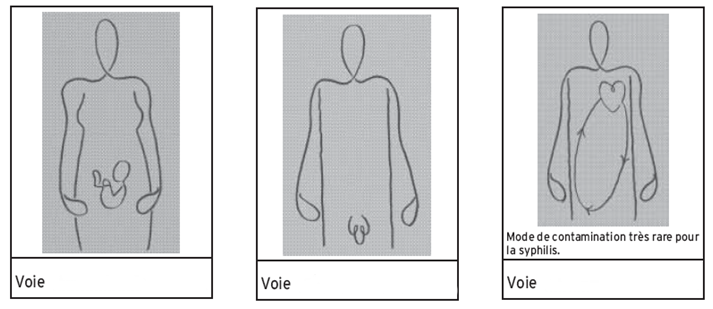 Mode de contamination très rare pour
la syphilis.
Voie
Voie
Voie